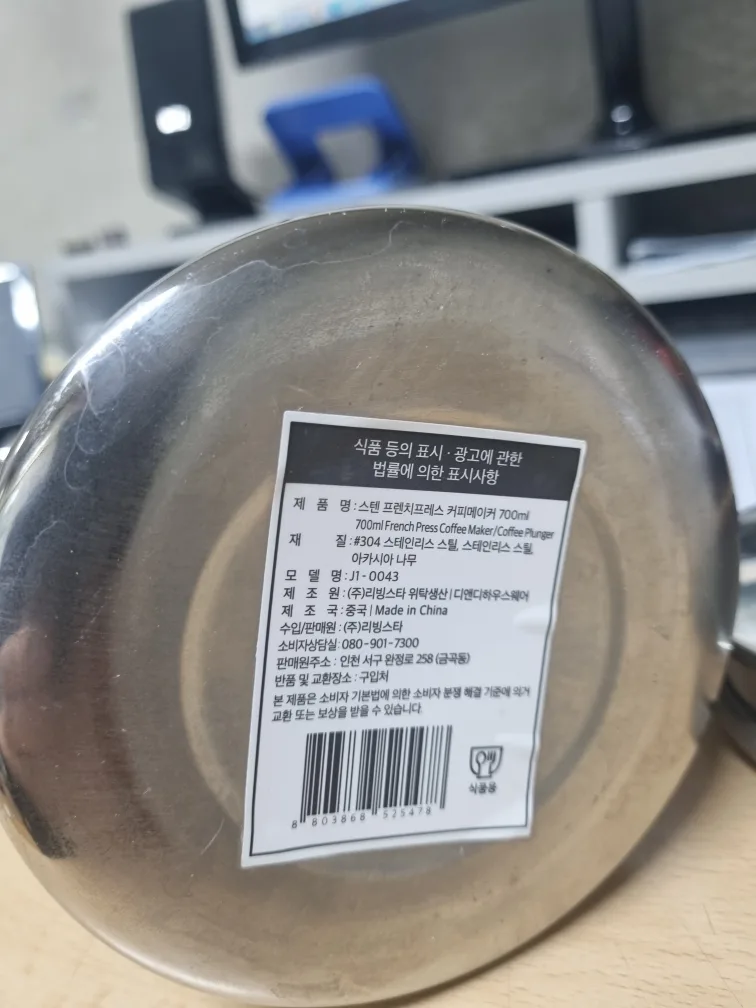 식품 등의 표시 · 광고에 관한
법률에 의한 표시사항
제 품 명 : 스텐 프렌치프레스 커피메이커 700ml
700ml French Press Coffee Maker/Coffee Plunger
재 질 : #304 스테인리스 스틸, 스테인리스 스틸,
아카시아 나무
모 델 명 : J1-0043
제 조 원 : (주)리빙스타 위탁생산 | 디앤디하우스웨어
제 조 국 : 중국 | Made in China
수입/판매원 : (주)리빙스타
소비자상담실 : 080-901-7300
판매원주소 : 인천 서구 완정로 258 (금곡동)
반품 및 교환장소 : 구입처
본 제품은 소비자 기본법에 의한 소비자 분쟁 해결 기준에 의거
교환 또는 보상을 받을 수 있습니다.
8 803868 525478
식품용